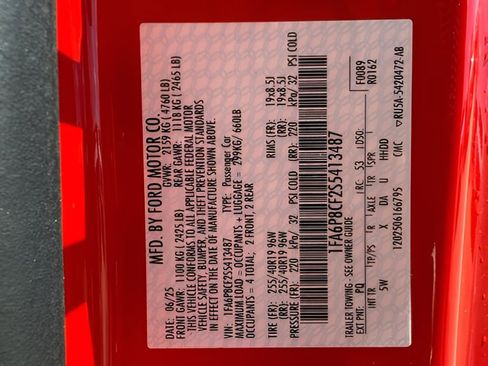 MFD. BY FORD MOTOR CO.
DATE: 06/25 GVWR: 2159 KG ( 4760 LB)
FRONT GAWR: 1100 KG ( 2425 LB) REAR GAWR: 1118 KG ( 2465 LB)
THIS VEHICLE CONFORMS TO ALL APPLICABLE FEDERAL MOTOR
VEHICLE SAFETY, BUMPER, AND THEFT PREVENTION STANDARDS
IN EFFECT ON THE DATE OF MANUFACTURE SHOWN ABOVE.
VIN: 1FA6P8CF2S5413487 TYPE: Passenger Car
MAXIMUM LOAD = OCCUPANTS + LUGGAGE = 299KG/ 660LB
OCCUPANTS = 4 TOTAL; 2 FRONT, 2 REAR
TIRE (FR): 255/40R19 96W RIMS (FR): 19x8.5J
(RR): 255/40R19 96W (RR): 19x8.5J
PRESSURE (FR): 220 kPa/ 32 PSI COLD (RR): 220 kPa/ 32 PSI COLD
1FA6P8CF2S5413487
TRAILER TOWING - SEE OWNER GUIDE
F0089
R0162
EXT PNT: PQ RC: 53 DSO:
INT TR TP/PS R AXLE TR SPR
5W X DA U HHDD
120250616​6795 CMC ▽RU5A-5420472-AB